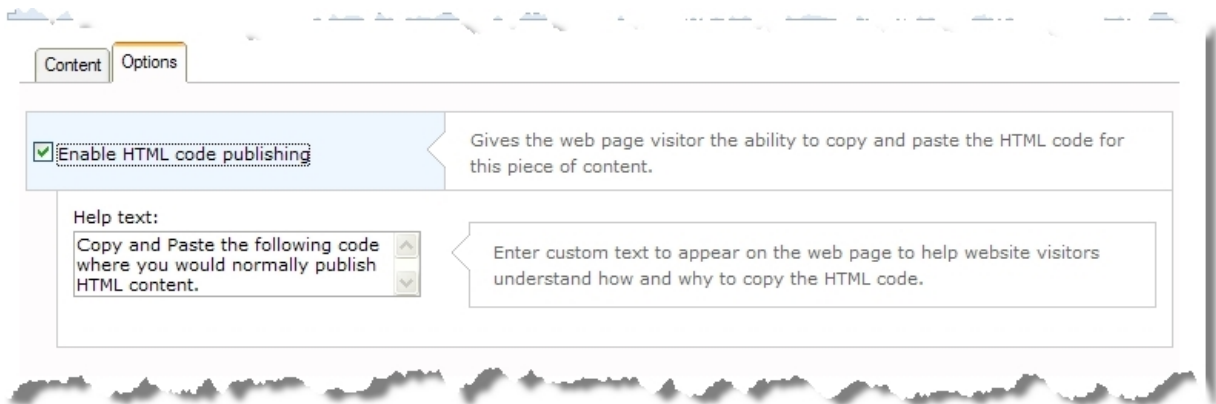 Content Options
Enable HTML code publishing
Gives the web page visitor the ability to copy and paste the HTML code for
this piece of content.
Help text:
Copy and Paste the following code
where you would normally publish
HTML content.
Enter custom text to appear on the web page to help website visitors
understand how and why to copy the HTML code.